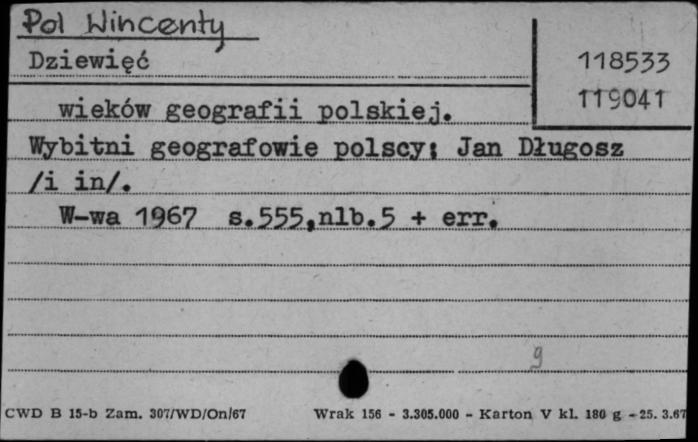 Pol Wincenty
Dziewięć
118533
119041
wieków geografii polskiej.
Wybitni geografowie polscy: Jan Długosz
/i in/.
W-wa 1967 s.555,nlb.5 + err.
g
CWD B 15-b Zam. 307/WD/On/67 Wrak 156 - 3.305.000 - Karton V kl. 180 g - 25. 3.67